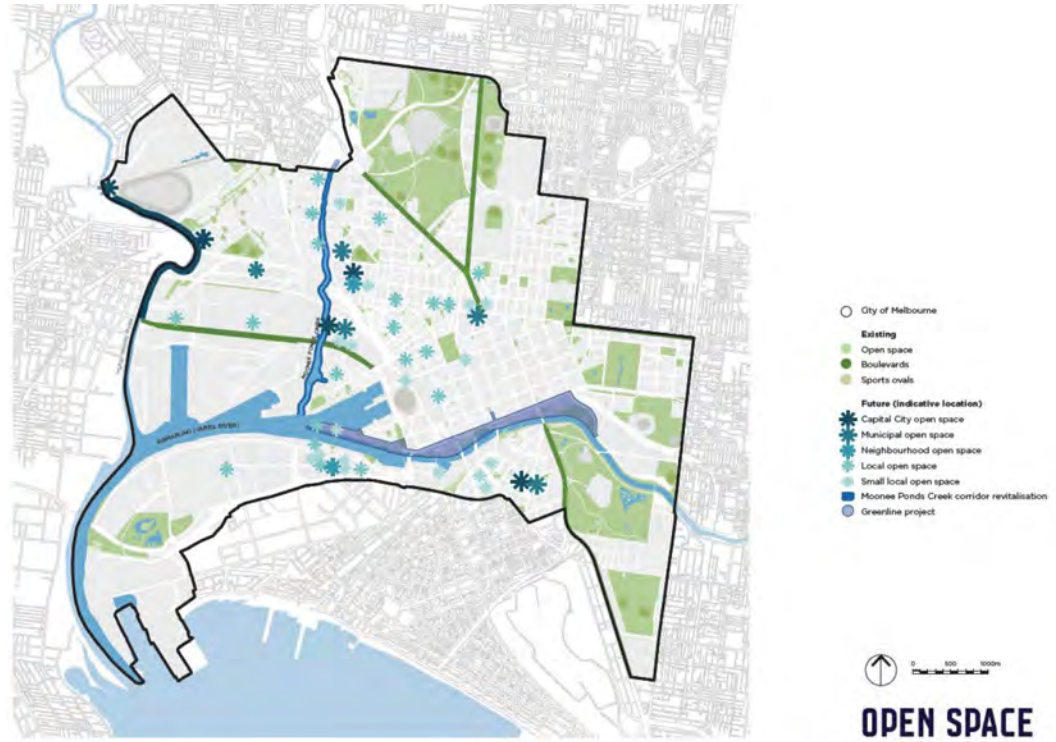 City of Melbourne
Existing
Open space
Boulevards
Sports ovals
Future (indicative location)
Capital City open space
Municipal open space
Neighbourhood open space
Local open space
Small local open space
Moonee Ponds Creek corridor revitalisation
Greenline project
0 500 1000m
OPEN SPACE